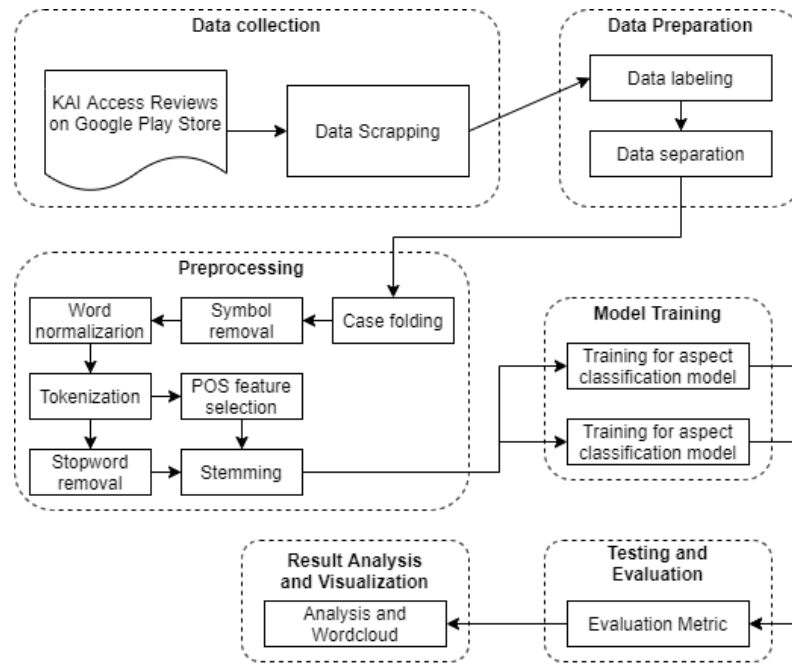 Data collection
KAI Access Reviews
on Google Play Store
Data Scrapping
Data Preparation
Data labeling
Data separation
Preprocessing
Case folding
Symbol
removal
Word
normalizarion
Tokenization
POS feature
selection
Stopword
removal
Stemming
Model Training
Training for aspect
classification model
Training for aspect
classification model
Testing and
Evaluation
Evaluation Metric
Result Analysis
and Visualization
Analysis and
Wordcloud